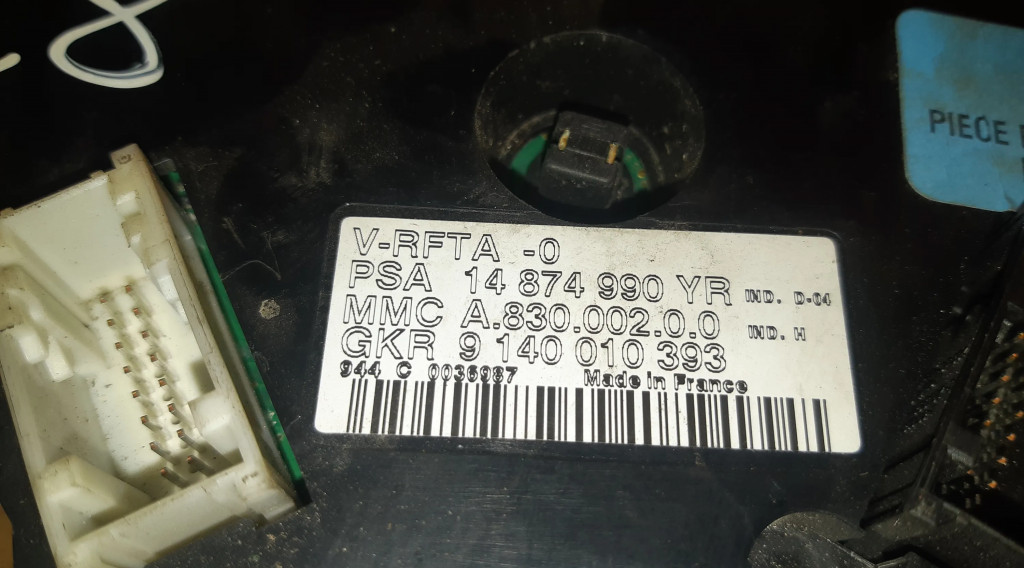 8
PIECE
V-RFTA -0
PSA 14 874 990 YR IND. D-04
MMC A.830.002.0.0 IND. H
GKR 9 140 010 393
944 C 0036987 Made in France